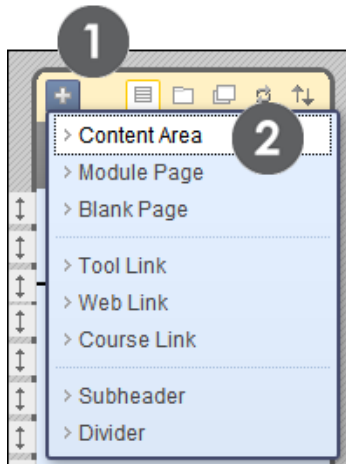 1
2
Content Area
Module Page
Blank Page
Tool Link
Web Link
Course Link
Subheader
Divider